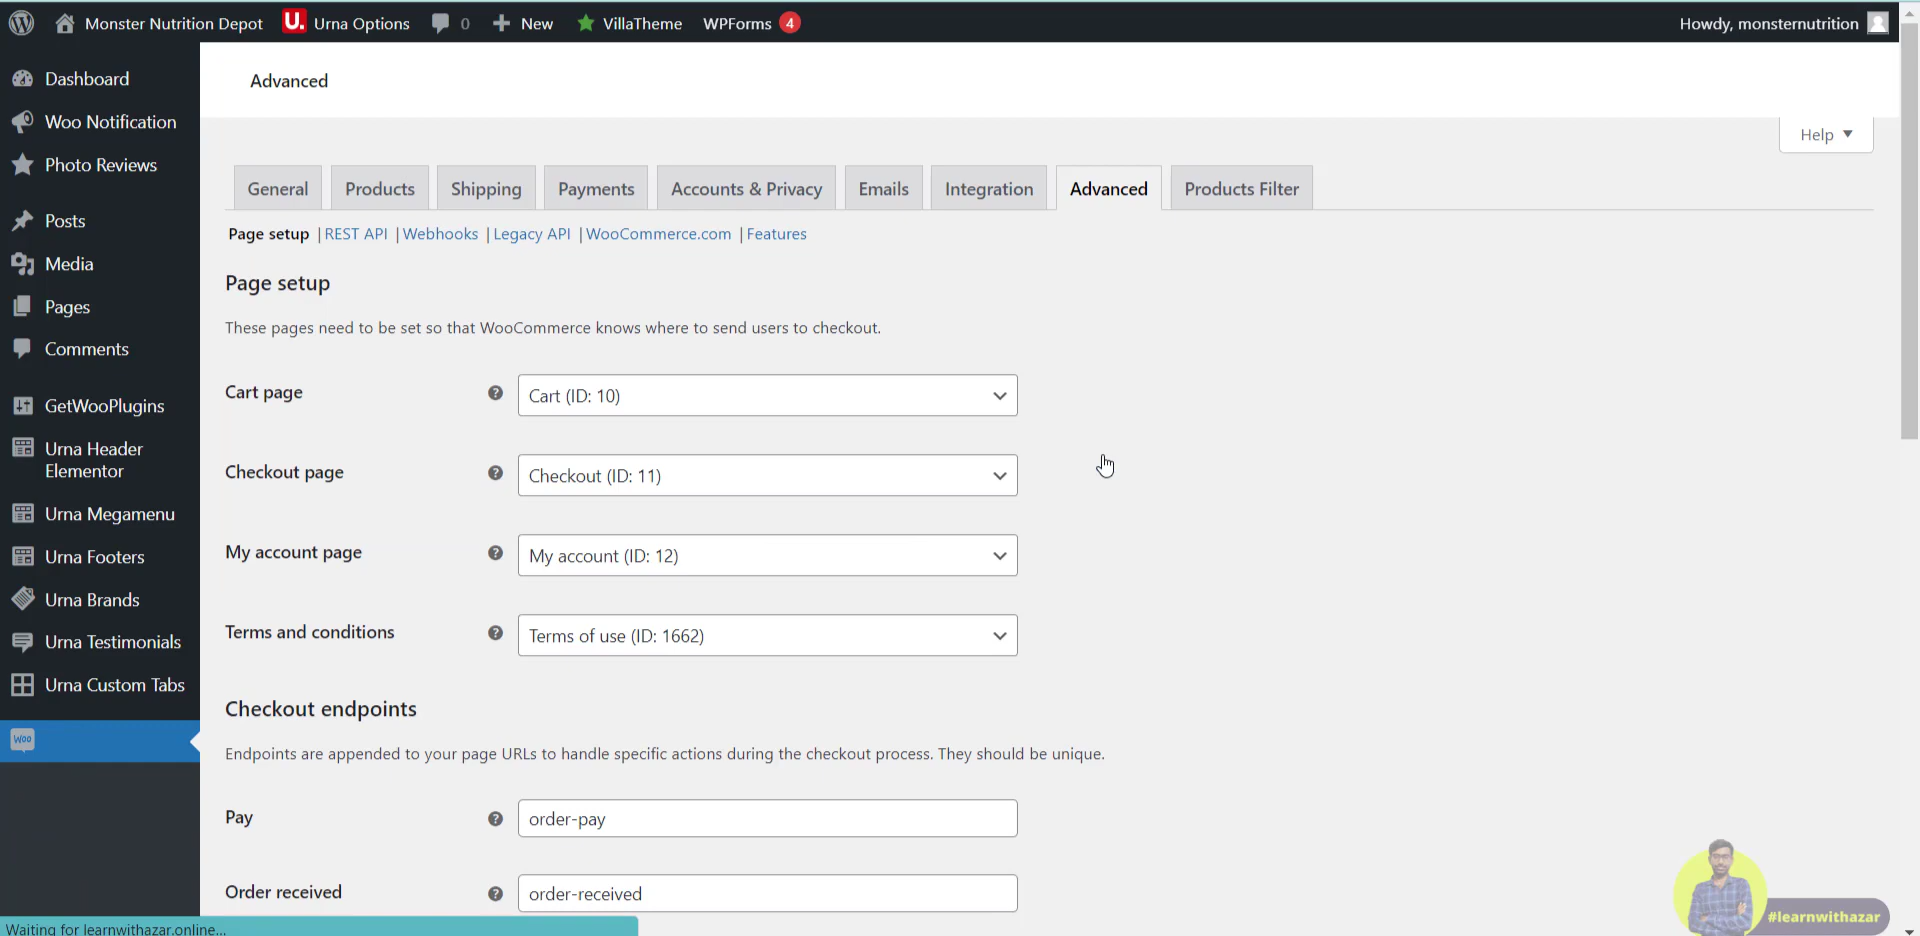 Monster Nutrition Depot
U.
Urna Options
0
New
VillaTheme
WPForms 4
Howdy, monsternutrition
Dashboard
Woo Notification
Photo Reviews
Posts
Media
Pages
Comments
GetWooPlugins
Urna Header
Elementor
Urna Megamenu
Urna Footers
Urna Brands
Urna Testimonials
Urna Custom Tabs
Woo
Advanced
Help
General
Products
Shipping
Payments
Accounts & Privacy
Emails
Integration
Advanced
Products Filter
Page setup | REST API | Webhooks | Legacy API | WooCommerce.com | Features
Page setup
These pages need to be set so that WooCommerce knows where to send users to checkout.
Cart page
Cart (ID: 10)
Checkout page
Checkout (ID: 11)
My account page
My account (ID: 12)
Terms and conditions
Terms of use (ID: 1662)
Checkout endpoints
Endpoints are appended to your page URLs to handle specific actions during the checkout process. They should be unique.
Pay
order-pay
Order received
order-received
#learnwithazar
Waiting for learnwithazar.online...